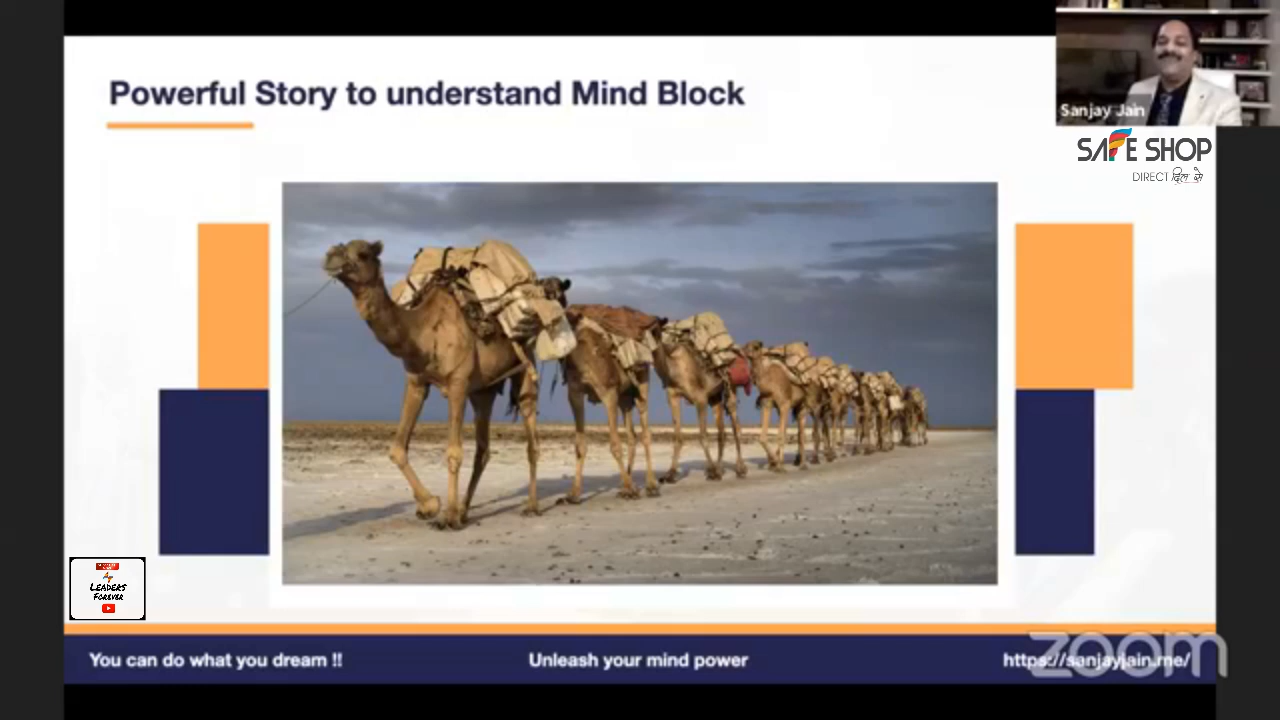 Powerful Story to understand Mind Block
Sanjay Jain
SAFE SHOP
DIRECT दिल से
LEADERS
FOREVER
You can do what you dream !!
Unleash your mind power
https://sanjayjain.me/
zoom